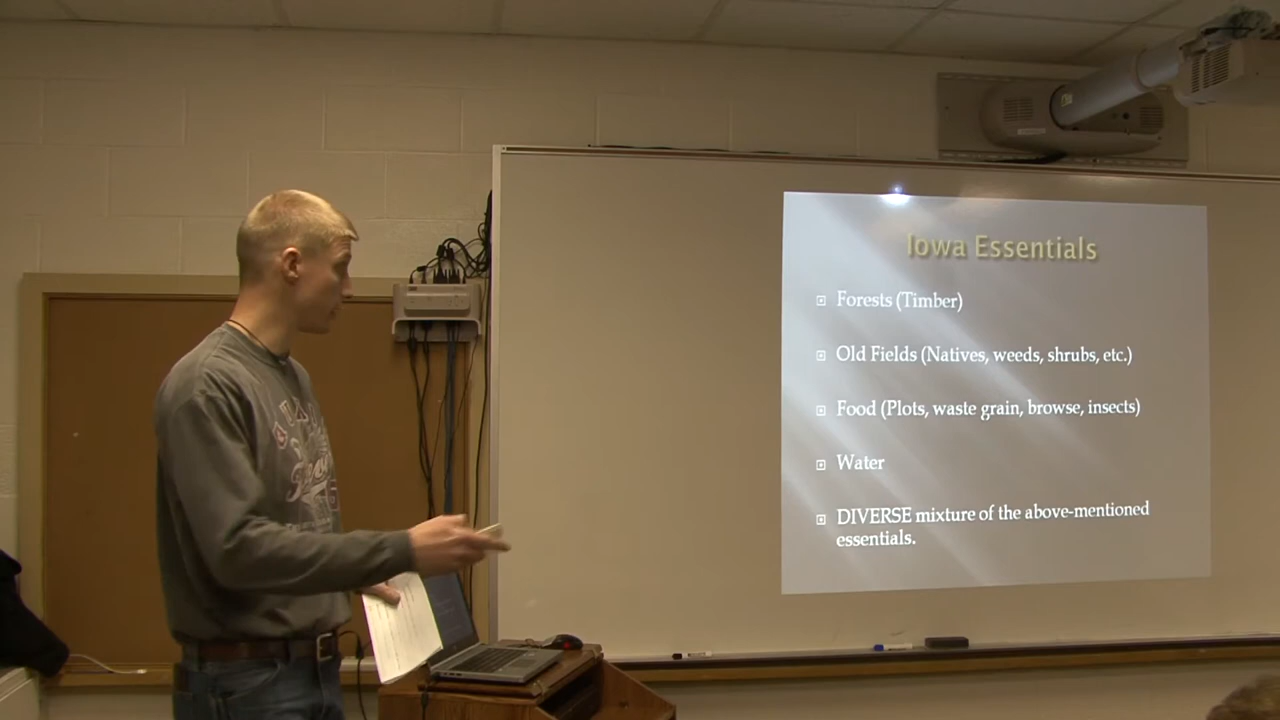 Iowa Essentials
Forests (Timber)
Old Fields (Natives, weeds, shrubs, etc.)
Food (Plots, waste grain, browse, insects)
Water
DIVERSE mixture of the above-mentioned
essentials.